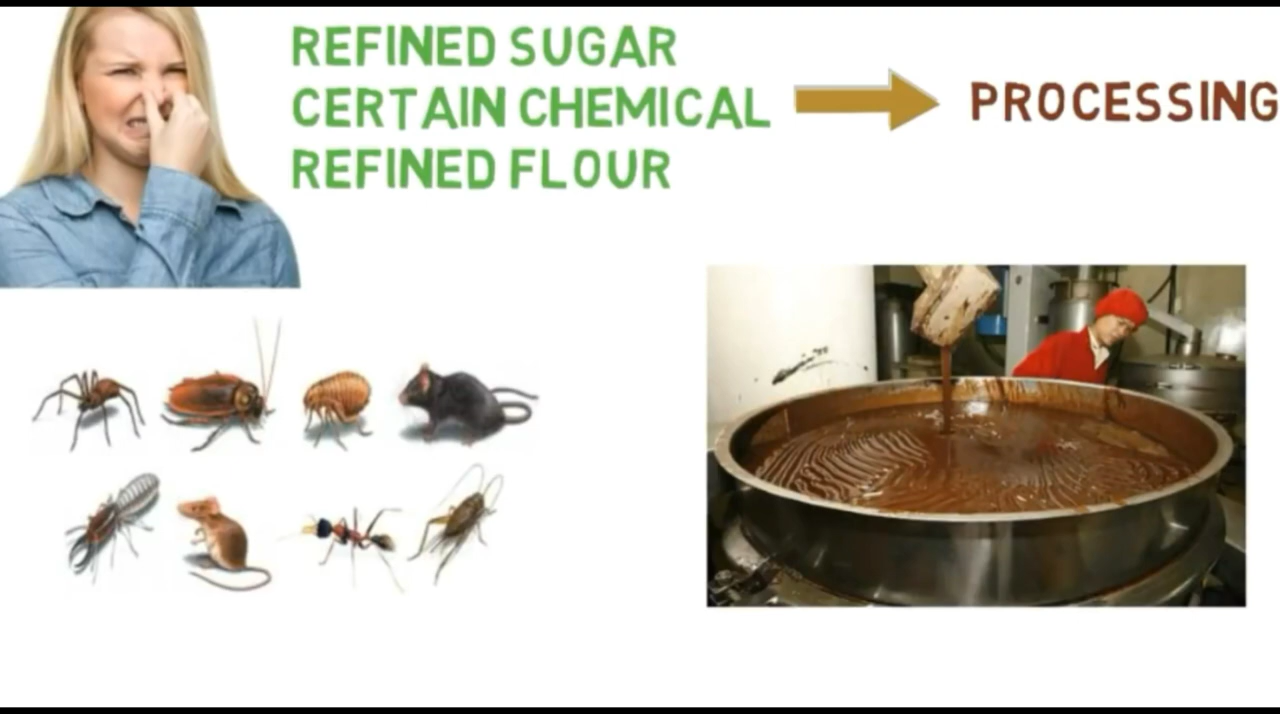 REFINED SUGAR
CERTAIN CHEMICAL
REFINED FLOUR
PROCESSING